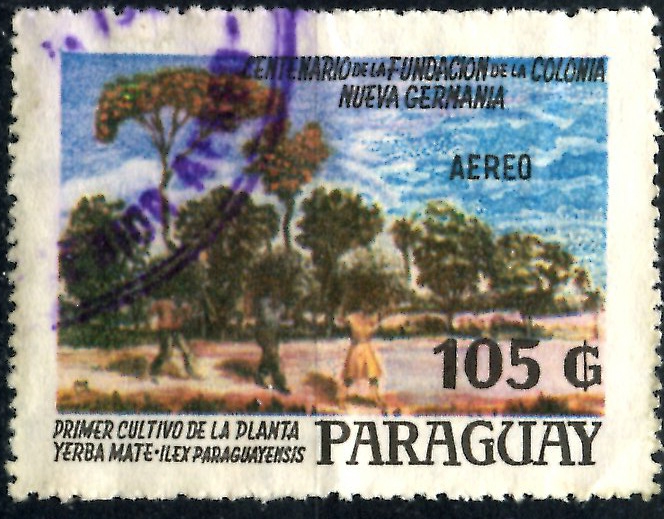 CENTENARIO DE LA FUNDACION DE LA COLONIA
NUEVA GERMANIA
AEREO
105 ₲
PRIMER CULTIVO DE LA PLANTA
YERBA MATE·ILEX PARAGUAYENSIS
PARAGUAY